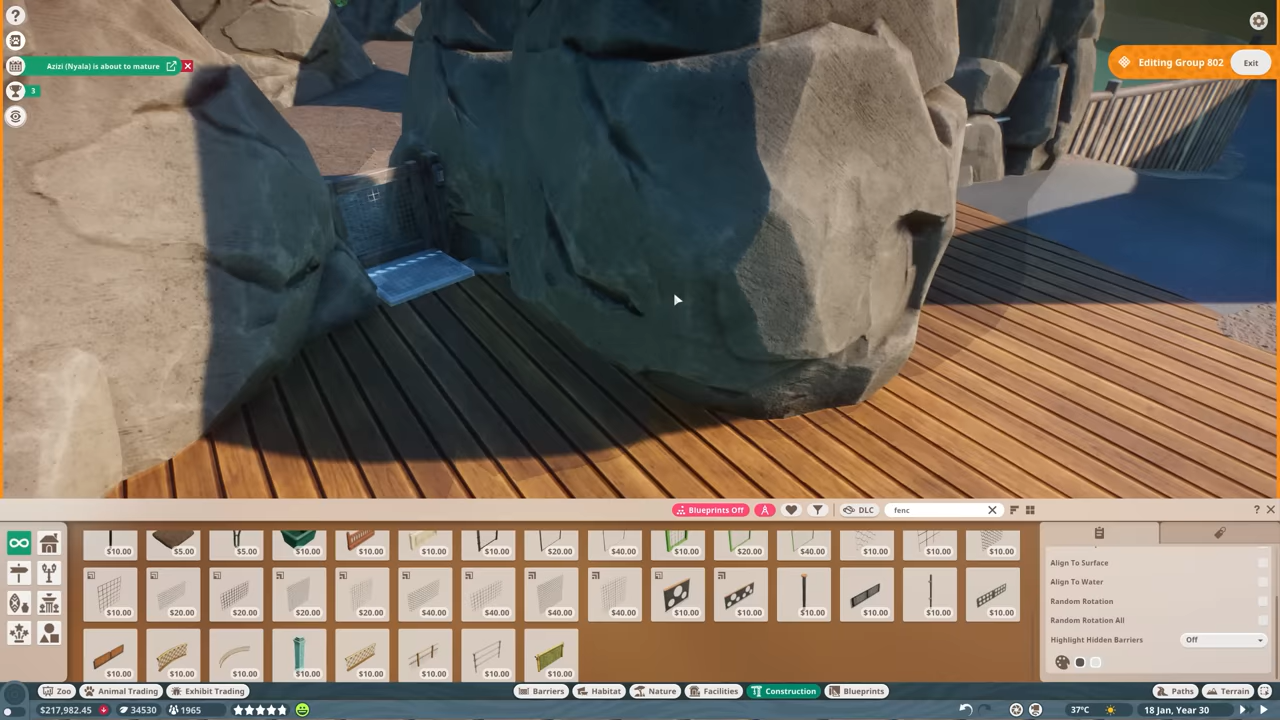 Azizi (Nyala) is about to mature
3
Editing Group 802
Exit
Blueprints Off
DLC
fenc
$10.00 $5.00 $5.00 $10.00 $10.00 $10.00 $10.00 $20.00 $40.00 $10.00 $20.00 $40.00 $10.00 $10.00 $10.00
$10.00 $20.00 $20.00 $20.00 $20.00 $40.00 $40.00 $40.00 $40.00 $10.00 $10.00 $10.00 $10.00 $10.00 $10.00
$10.00 $10.00 $10.00 $10.00 $10.00 $10.00 $10.00 $10.00
Align To Surface
Align To Water
Random Rotation
Random Rotation All
Highlight Hidden Barriers Off
Zoo Animal Trading Exhibit Trading Barriers Habitat Nature Facilities Construction Blueprints Paths Terrain
$217,982.45 34530 1965 37°C 18 Jan, Year 30